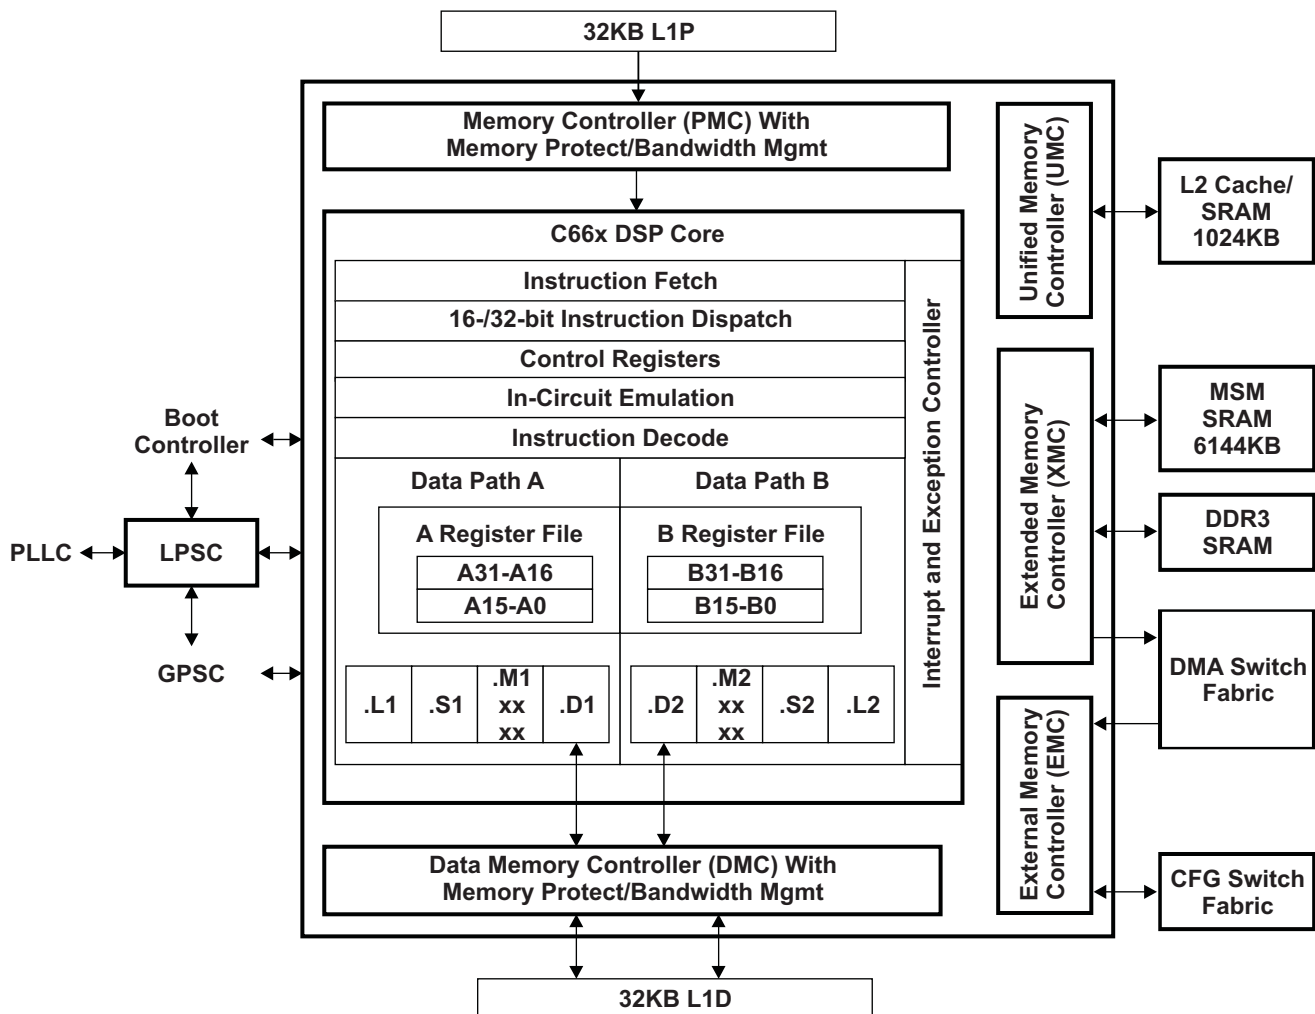 32KB L1P
Memory Controller (PMC) With
Memory Protect/Bandwidth Mgmt
C66x DSP Core
Instruction Fetch
16-/32-bit Instruction Dispatch
Control Registers
In-Circuit Emulation
Instruction Decode
Data Path A
Data Path B
A Register File
B Register File
A31-A16
B31-B16
A15-A0
B15-B0
.L1
.S1
.M1
xx
xx
.D1
.D2
.M2
xx
xx
.S2
.L2
Interrupt and Exception Controller
Data Memory Controller (DMC) With
Memory Protect/Bandwidth Mgmt
32KB L1D
Boot
Controller
PLLC
LPSC
GPSC
Unified Memory
Controller (UMC)
Extended Memory
Controller (XMC)
External Memory
Controller (EMC)
L2 Cache/
SRAM
1024KB
MSM
SRAM
6144KB
DDR3
SRAM
DMA Switch
Fabric
CFG Switch
Fabric